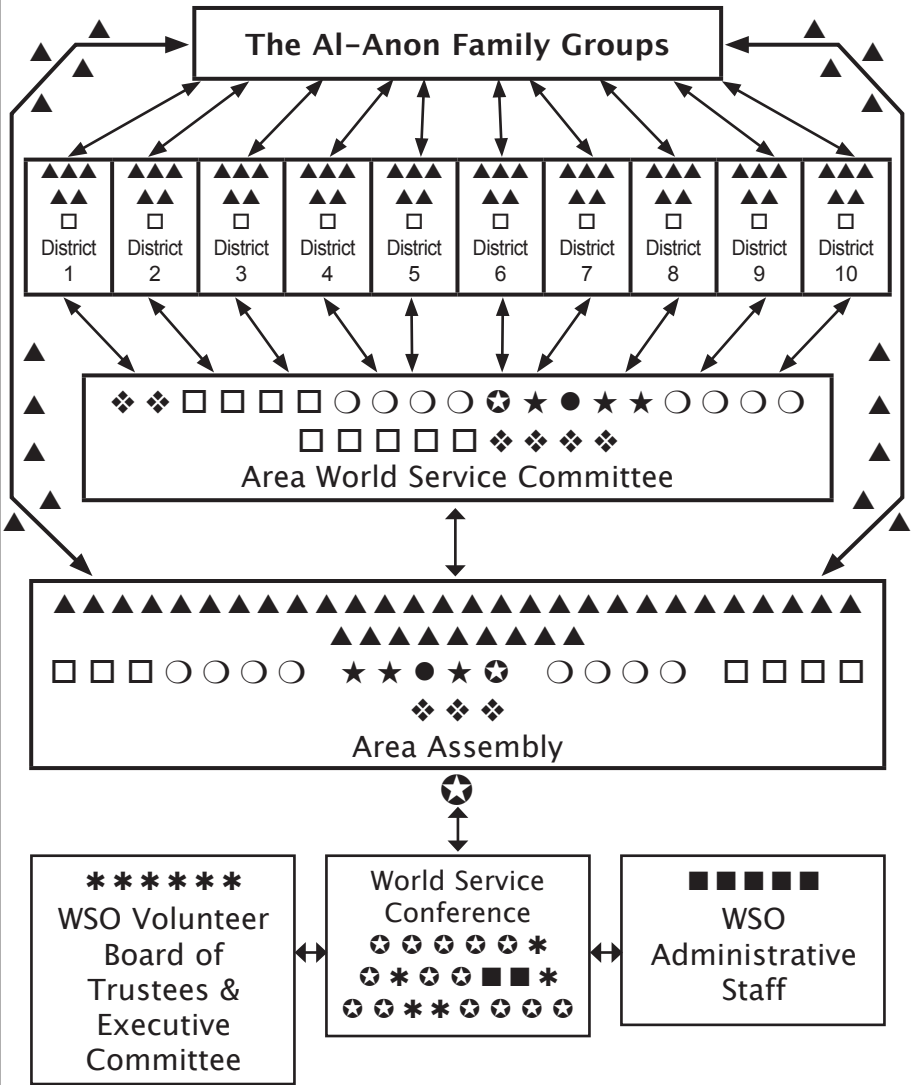 The Al-Anon Family Groups
District
1
District
2
District
3
District
4
District
5
District
6
District
7
District
8
District
9
District
10
Area World Service Committee
Area Assembly
WSO Volunteer
Board of
Trustees &
Executive
Committee
World Service
Conference
WSO
Administrative
Staff